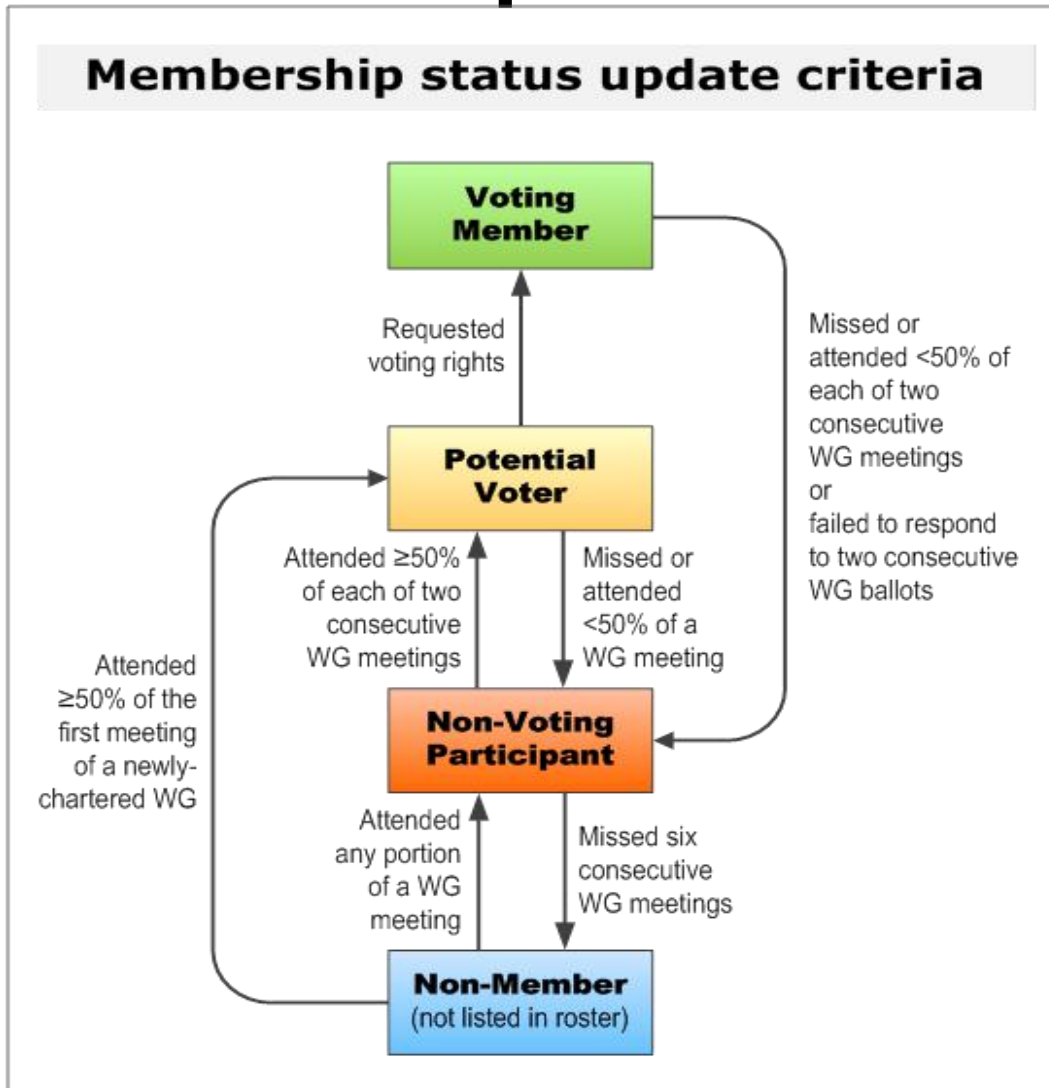 Membership status update criteria
Voting
Member
Requested
voting rights
Missed or
attended <50% of
each of two
consecutive
WG meetings
or
failed to respond
to two consecutive
WG ballots
Potential
Voter
Attended ≥50%
of each of two
consecutive
WG meetings
Missed or
attended
<50% of a
WG meeting
Attended
≥50% of the
first meeting
of a newly-
chartered WG
Non-Voting
Participant
Attended
any portion
of a WG
meeting
Missed six
consecutive
WG meetings
Non-Member
(not listed in roster)